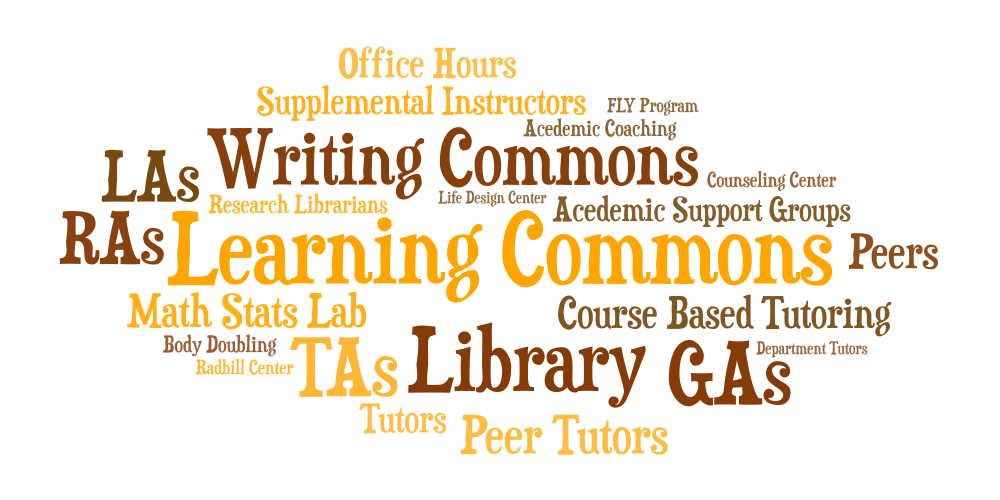 Office Hours
Supplemental Instructors
FLY Program
Acedemic Coaching
Writing Commons
LAs
Counseling Center
Life Design Center
Research Librarians
Acedemic Support Groups
RAs
Learning Commons
Peers
Math Stats Lab
Course Based Tutoring
Body Doubling
Library
Department Tutors
TAs
GAs
Radbill Center
Tutors
Peer Tutors